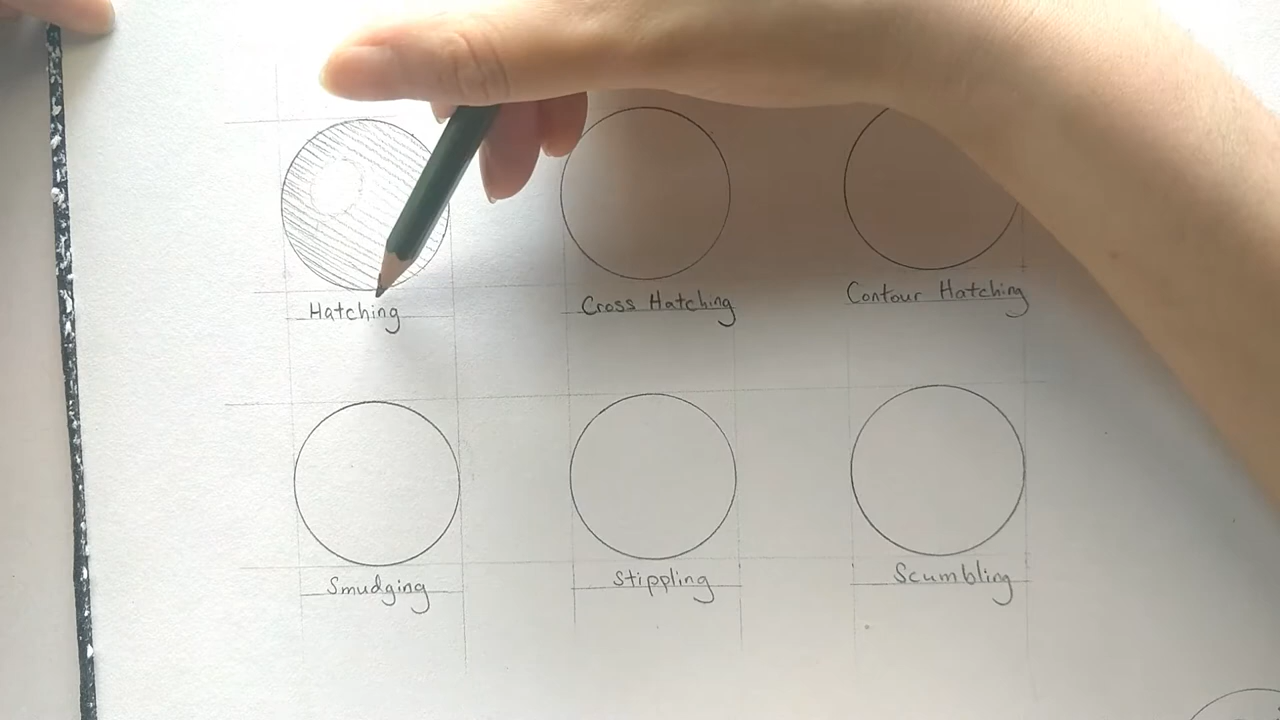 Hatching
Cross Hatching
Contour Hatching
Smudging
Stippling
Scumbling